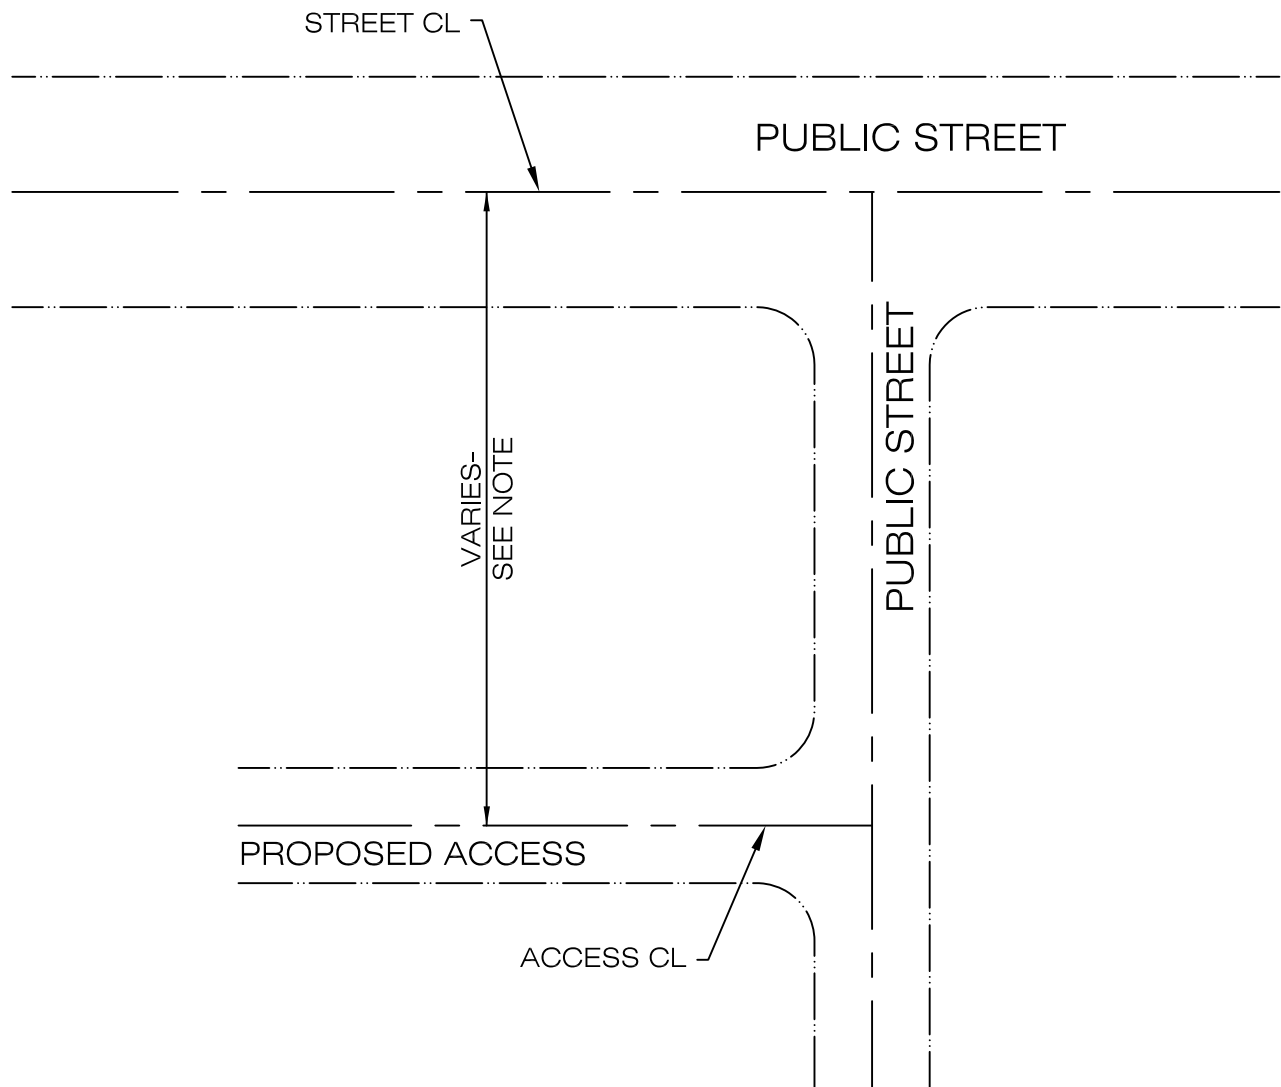 STREET CL
PUBLIC STREET
PUBLIC STREET
VARIES-
SEE NOTE
PROPOSED ACCESS
ACCESS CL